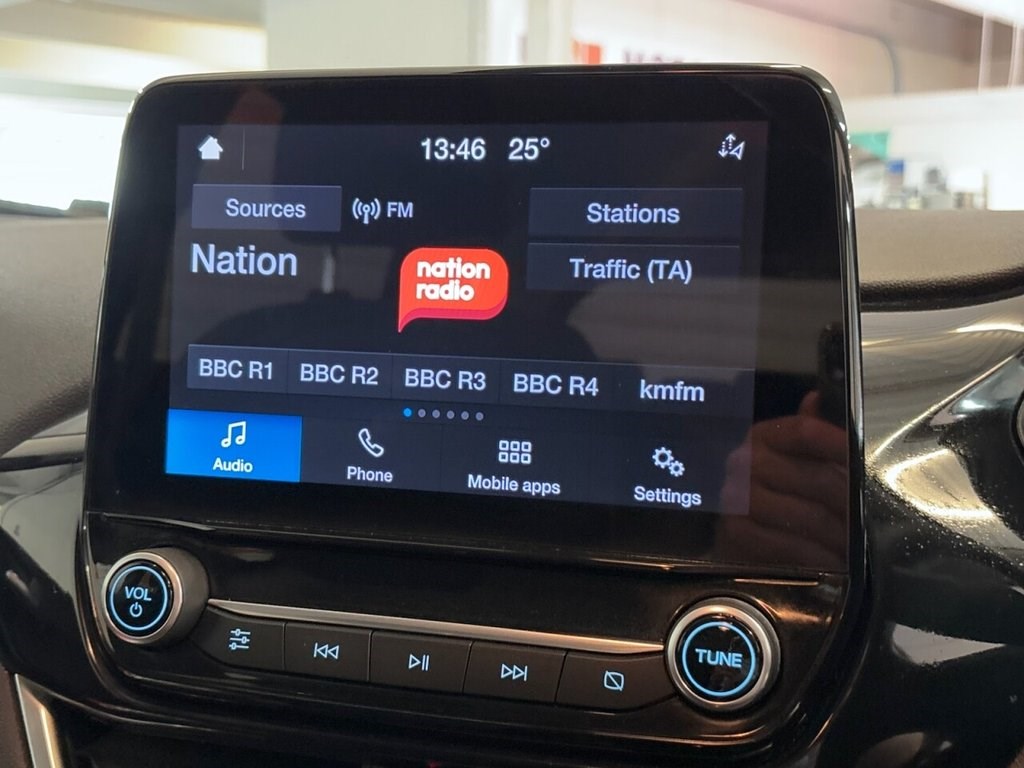 13:46 25°
Sources FM Stations
Nation
nation
radio
Traffic (TA)
BBC R1 BBC R2 BBC R3 BBC R4 kmfm
Audio Phone Mobile apps Settings
VOL
TUNE